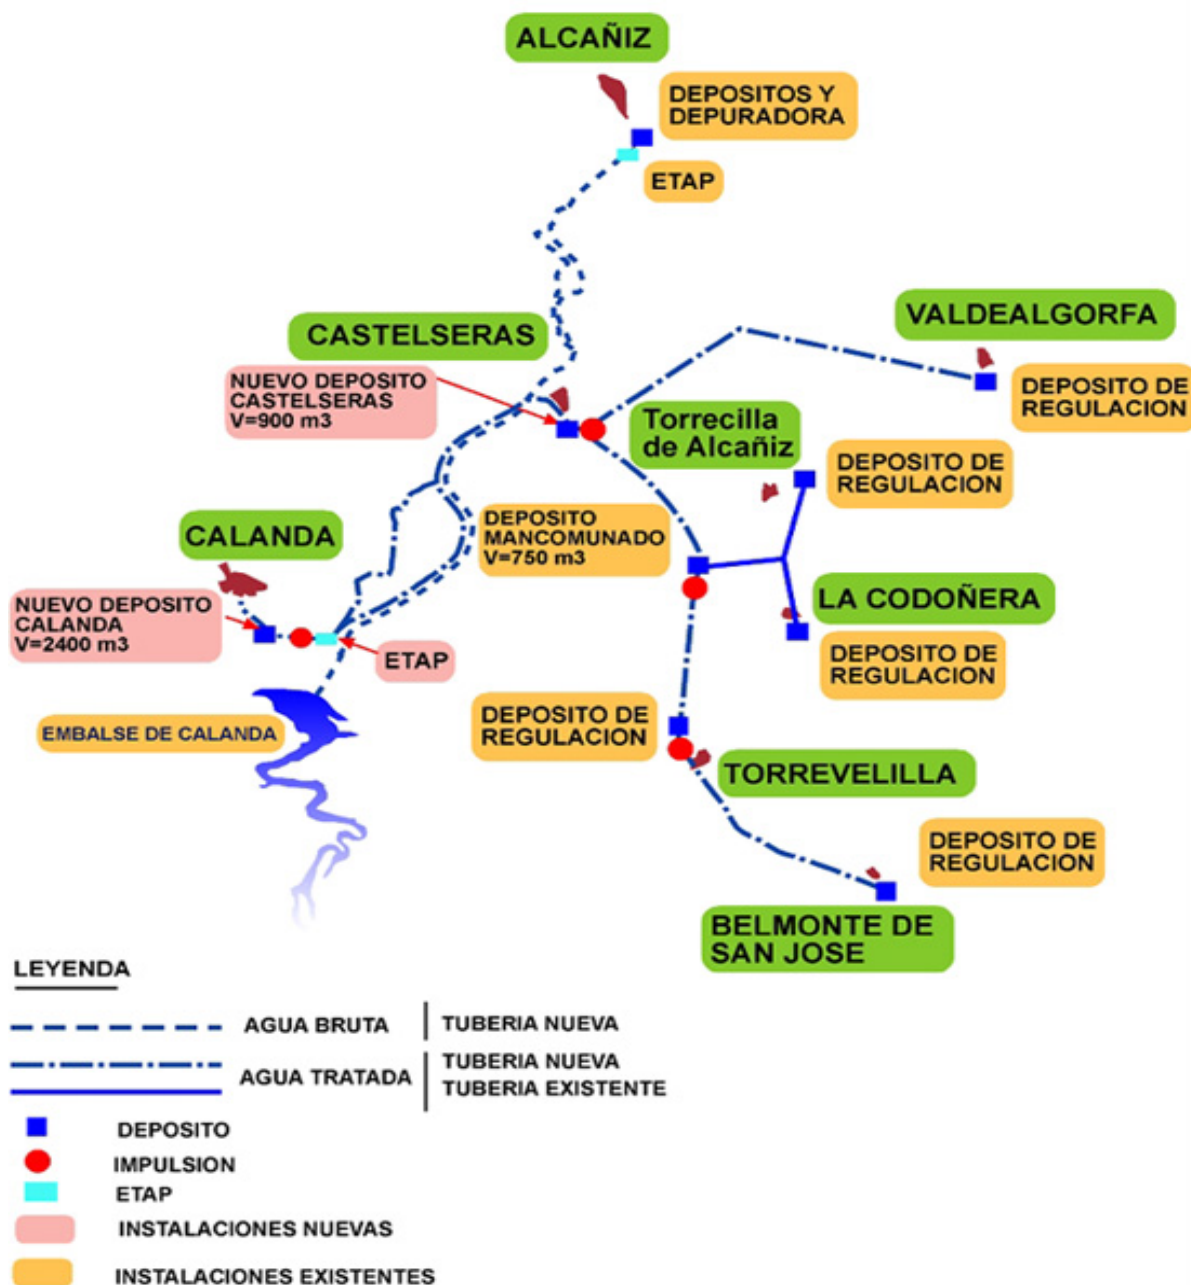 ALCAÑIZ
DEPOSITOS Y
DEPURADORA
ETAP
VALDEALGORFA
CASTELSERAS
NUEVO DEPOSITO
CASTELSERAS
V=900 m3
DEPOSITO DE
REGULACION
Torrecilla
de Alcañiz
DEPOSITO DE
REGULACION
DEPOSITO
MANCOMUNADO
V=750 m3
CALANDA
NUEVO DEPOSITO
CALANDA
V=2400 m3
LA CODOÑERA
DEPOSITO DE
REGULACION
ETAP
EMBALSE DE CALANDA
DEPOSITO DE
REGULACION
TORREVELILLA
DEPOSITO DE
REGULACION
BELMONTE DE
SAN JOSE
LEYENDA
AGUA BRUTA
TUBERIA NUEVA
AGUA TRATADA
TUBERIA NUEVA
TUBERIA EXISTENTE
DEPOSITO
IMPULSION
ETAP
INSTALACIONES NUEVAS
INSTALACIONES EXISTENTES